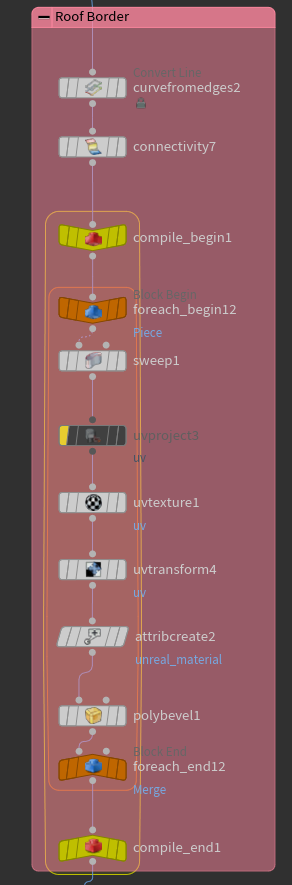 Roof Border
Convert Line
curvefromedges2
connectivity7
compile_begin1
Block Begin
foreach_begin12
Piece
sweep1
uvproject3
uv
uvtexture1
uv
uvtransform4
uv
attribcreate2
unreal_material
polybevel1
Block End
foreach_end12
Merge
compile_end1